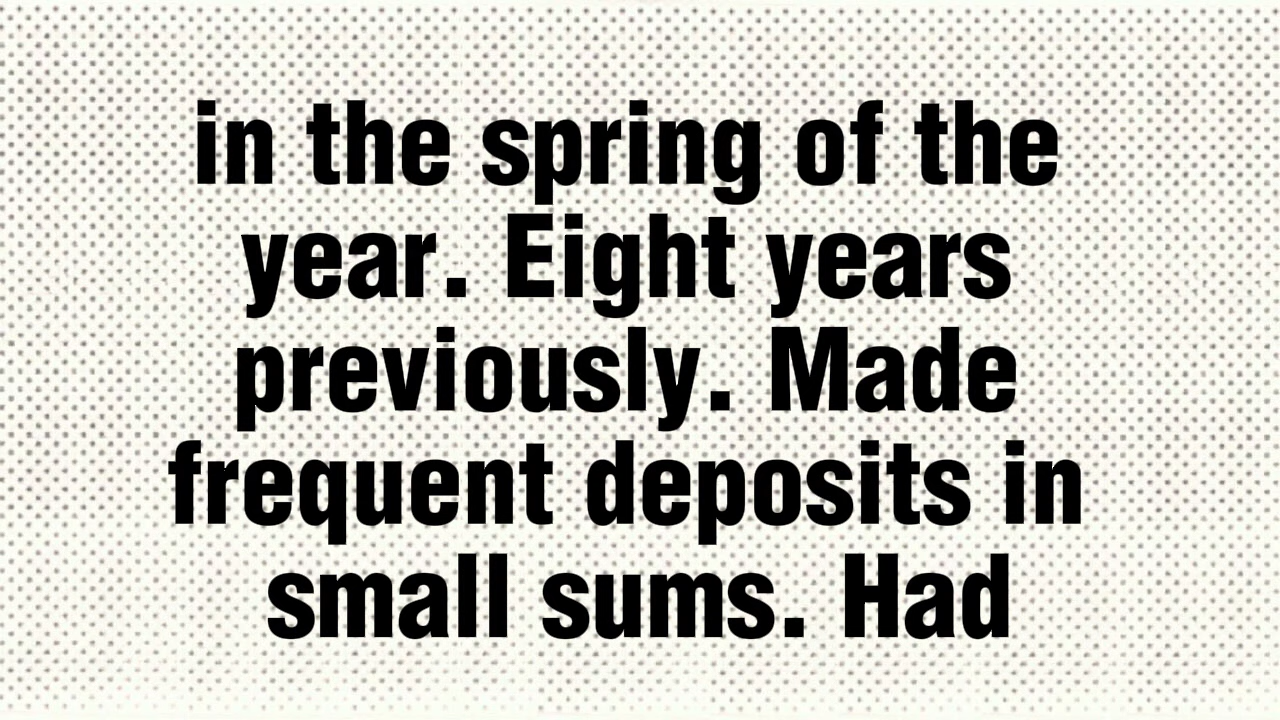 in the spring of the
year. Eight years
previously. Made
frequent deposits in
small sums. Had